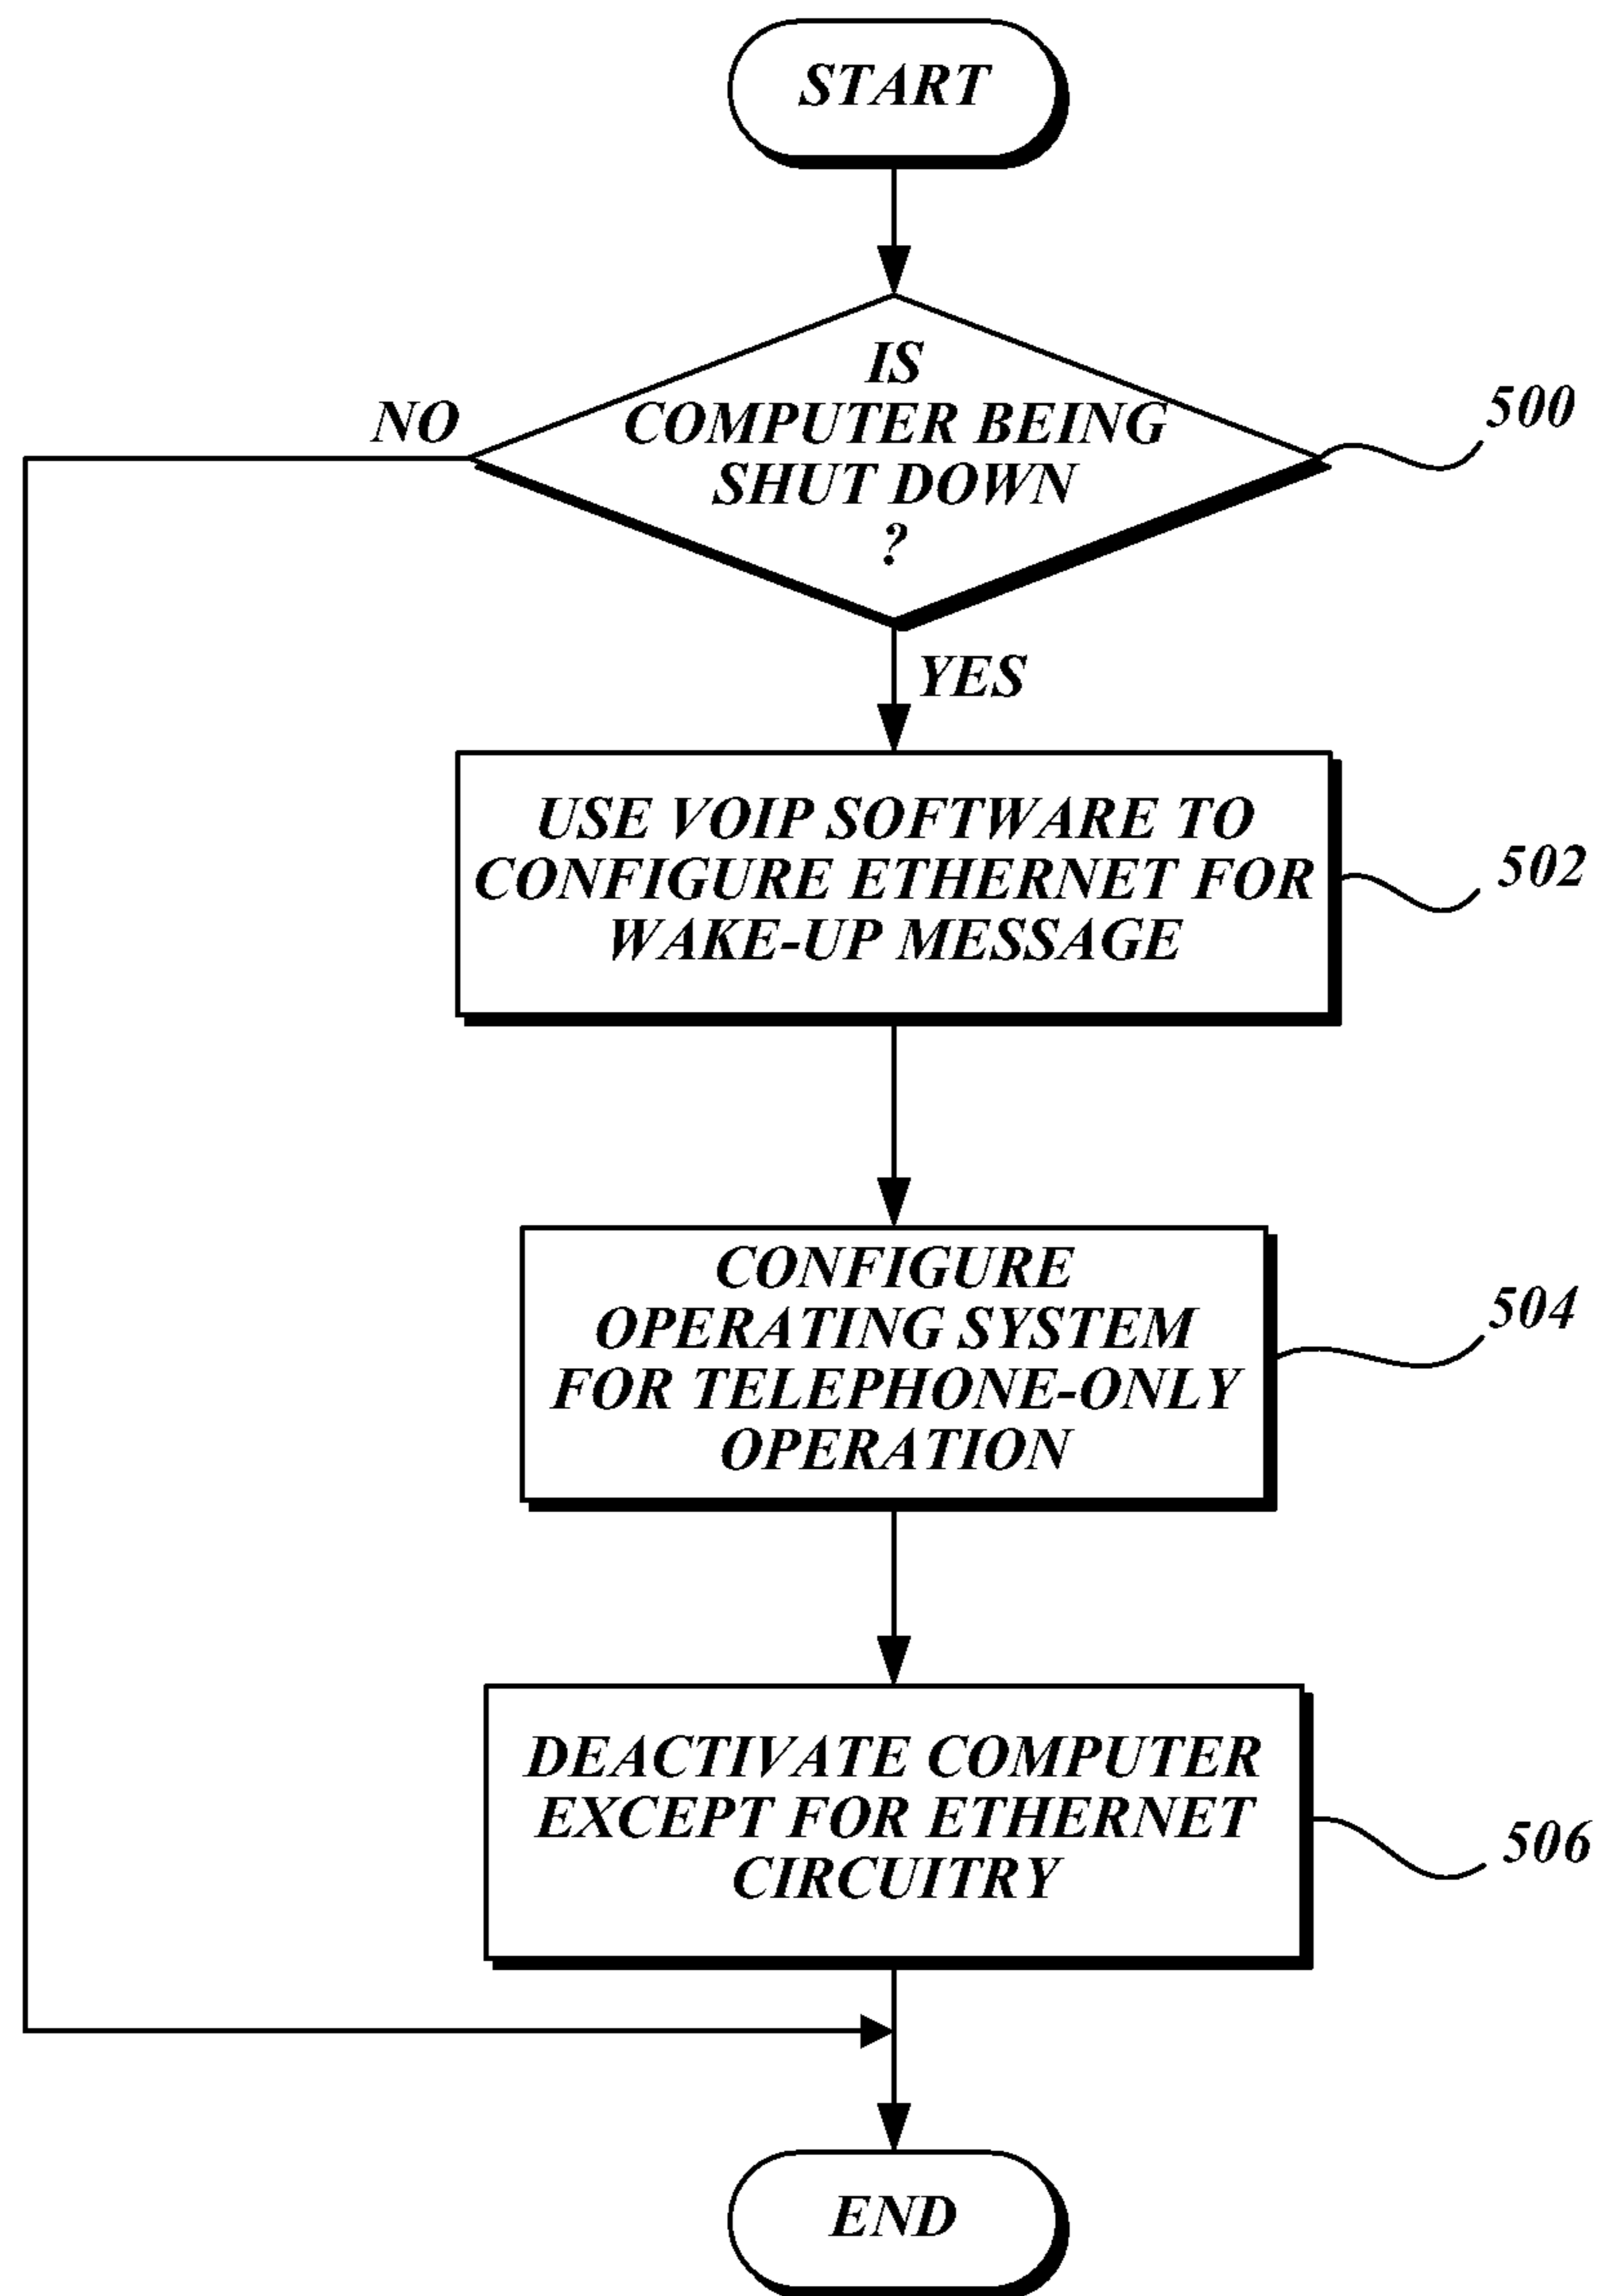 START
IS
COMPUTER BEING
SHUT DOWN
?
NO
500
YES
USE VOIP SOFTWARE TO
CONFIGURE ETHERNET FOR
WAKE-UP MESSAGE
502
CONFIGURE
OPERATING SYSTEM
FOR TELEPHONE-ONLY
OPERATION
504
DEACTIVATE COMPUTER
EXCEPT FOR ETHERNET
CIRCUITRY
506
END